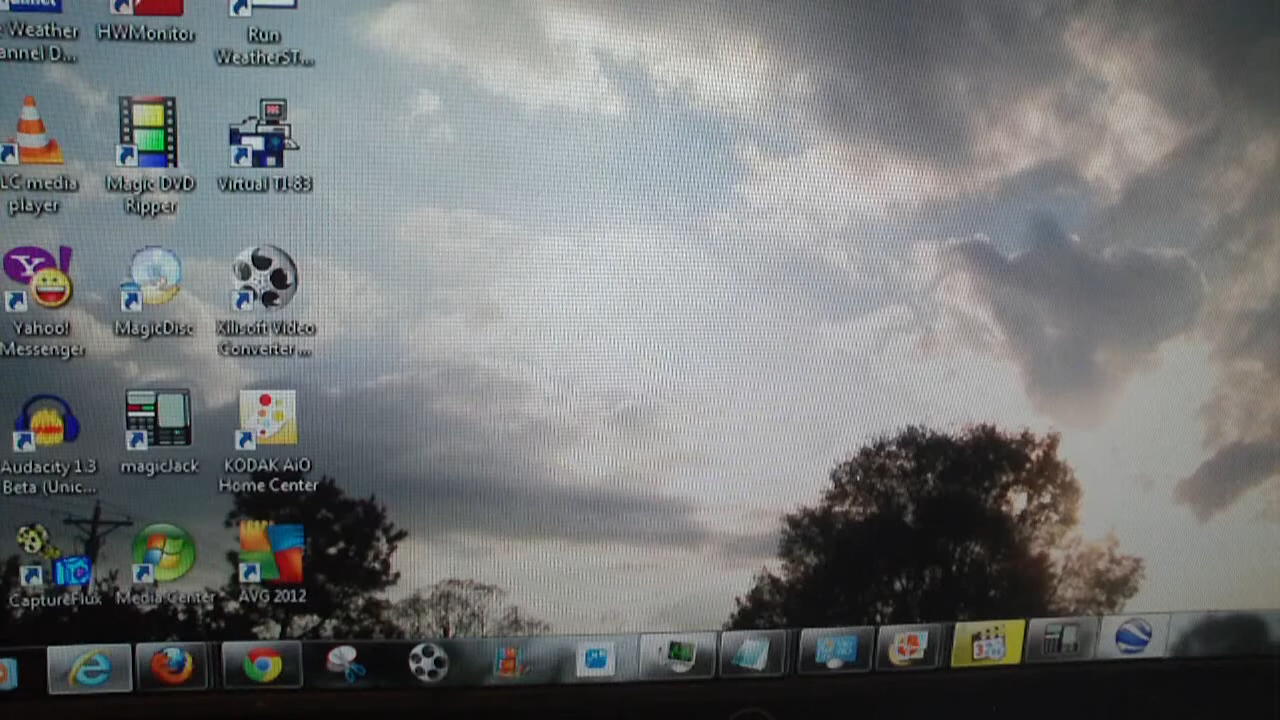 Weather
HWMonitor
Run
annel D...
WeatherST...
LC media
player
Magic DVD
Ripper
Virtual TI-83
Yahoo!
Messenger
MagicDisc
Xilisoft Video
Converter ...
Audacity 1.3
Beta (Unic...
magicJack
KODAK AiO
Home Center
CaptureFlux
Media Center
AVG 2012